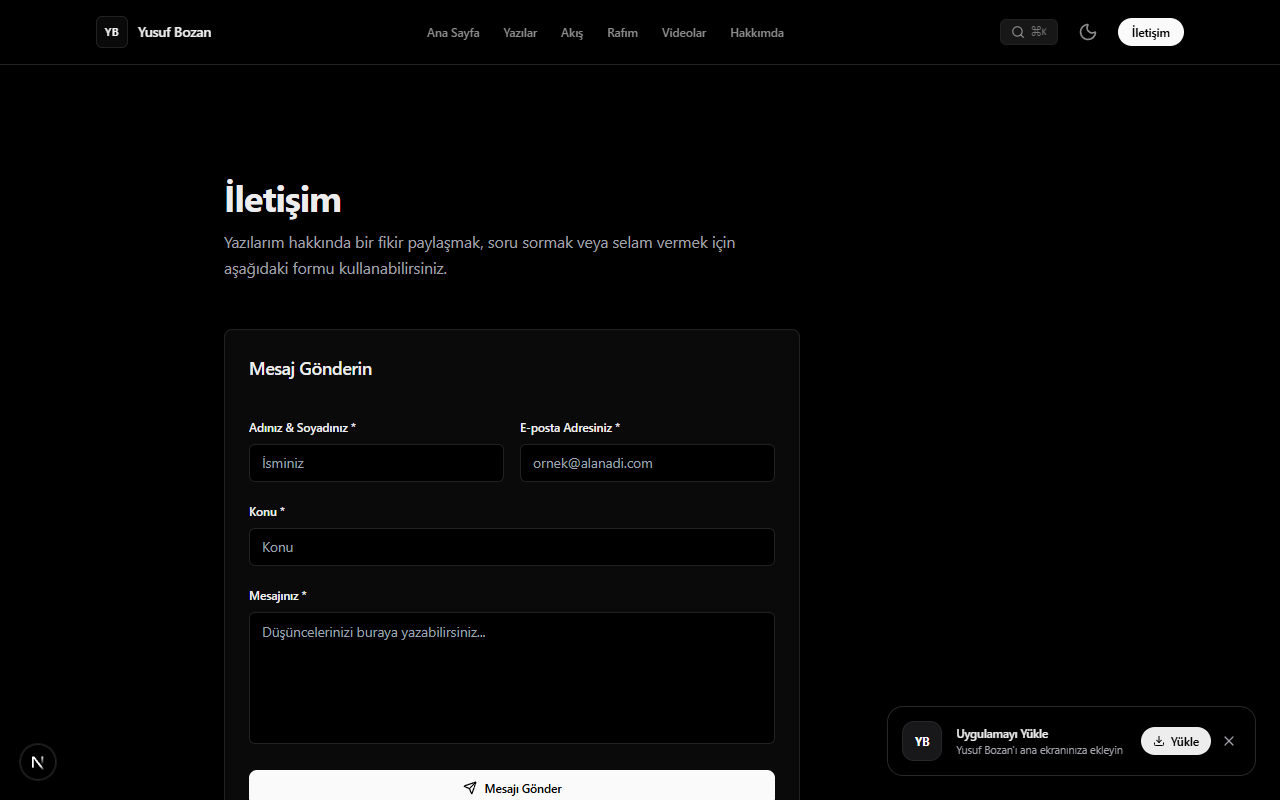 YB
Yusuf Bozan
Ana Sayfa
Yazılar
Akış
Rafım
Videolar
Hakkımda
⌘K
İletişim
İletişim
Yazılarım hakkında bir fikir paylaşmak, soru sormak veya selam vermek için
aşağıdaki formu kullanabilirsiniz.
Mesaj Gönderin
Adınız & Soyadınız *
E-posta Adresiniz *
İsminiz
ornek@alanadi.com
Konu *
Konu
Mesajınız *
Düşüncelerinizi buraya yazabilirsiniz...
Mesajı Gönder
YB
Uygulamayı Yükle
Yusuf Bozan'ı ana ekranınıza ekleyin
Yükle
N